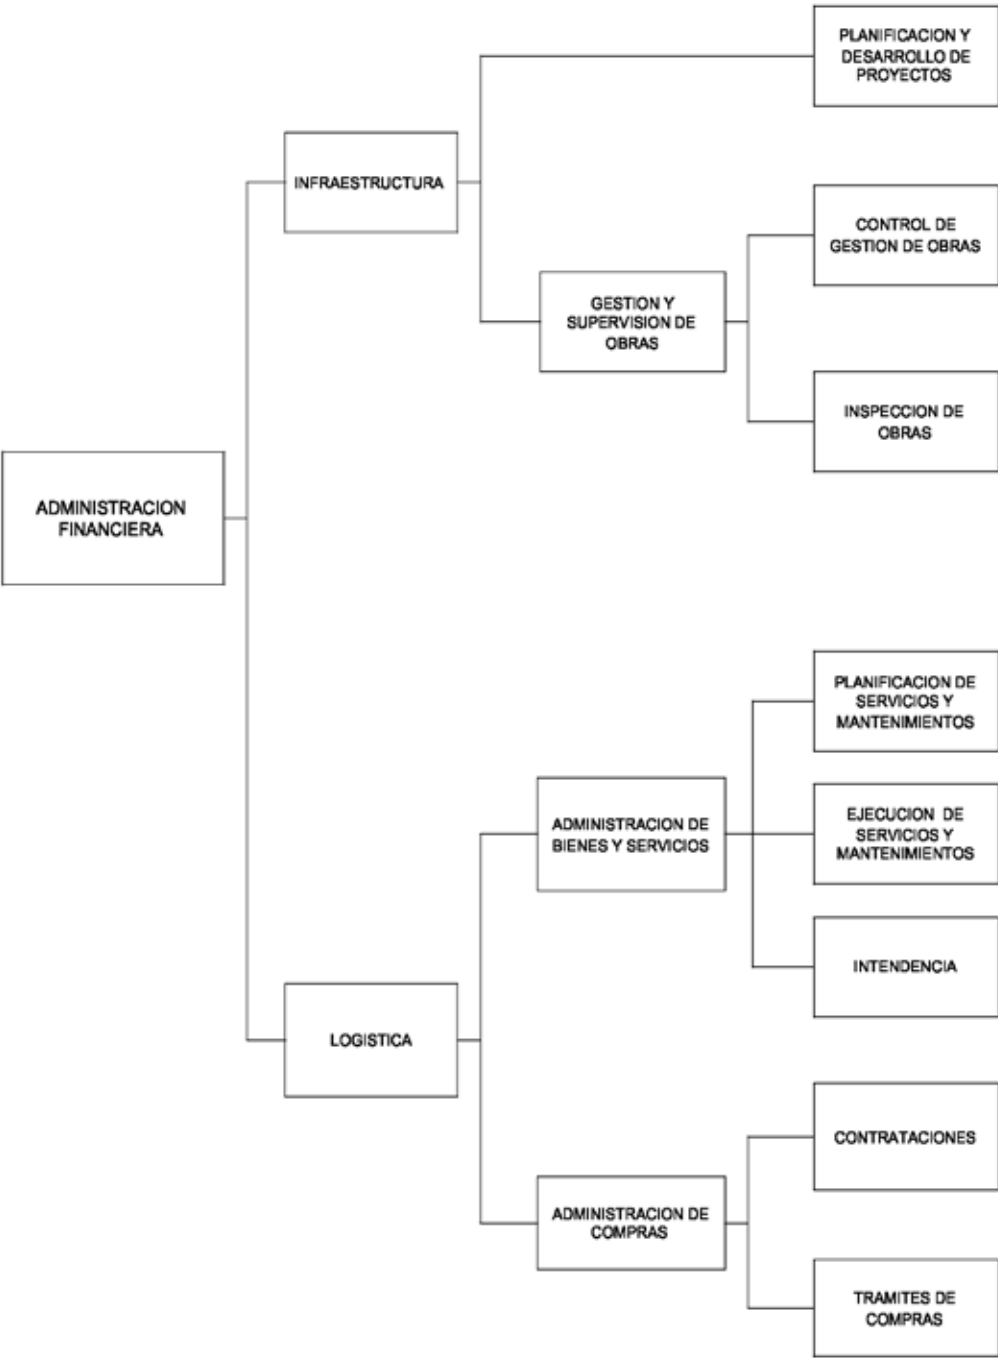 PLANIFICACION Y
DESARROLLO DE
PROYECTOS
INFRAESTRUCTURA
CONTROL DE
GESTION DE OBRAS
GESTION Y
SUPERVISION DE
OBRAS
INSPECCION DE
OBRAS
ADMINISTRACION
FINANCIERA
PLANIFICACION DE
SERVICIOS Y
MANTENIMIENTOS
ADMINISTRACION DE
BIENES Y SERVICIOS
EJECUCION DE
SERVICIOS Y
MANTENIMIENTOS
INTENDENCIA
LOGISTICA
CONTRATACIONES
ADMINISTRACION DE
COMPRAS
TRAMITES DE
COMPRAS